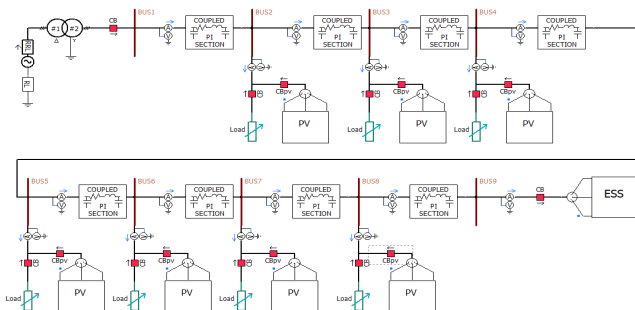 CB
BUS1
BUS2
BUS3
BUS4
#1
#2
A
V
COUPLED
PI
SECTION
A
V
COUPLED
PI
SECTION
A
V
COUPLED
PI
SECTION
A
V
COUPLED
PI
SECTION
RRL
RL
CBpv
CBpv
CBpv
Load
PV
Load
PV
Load
PV
BUS5
BUS6
BUS7
BUS8
BUS9
A
V
COUPLED
PI
SECTION
A
V
COUPLED
PI
SECTION
A
V
COUPLED
PI
SECTION
A
V
COUPLED
PI
SECTION
A
V
CB
ESS
CBpv
CBpv
CBpv
CBpv
Load
PV
Load
PV
Load
PV
Load
PV